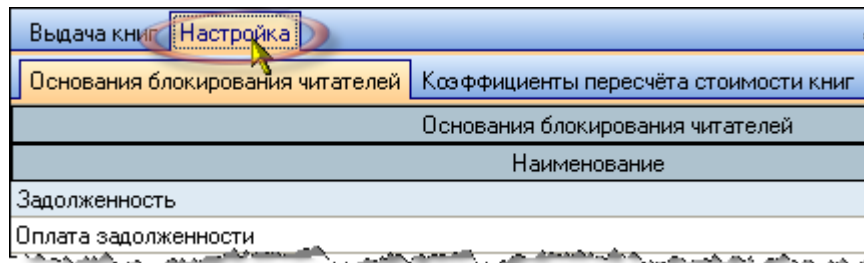 Выдача книг Настройка
Основания блокирования читателей Коэффициенты пересчёта стоимости книг
Основания блокирования читателей
Наименование
Задолженность
Оплата задолженности